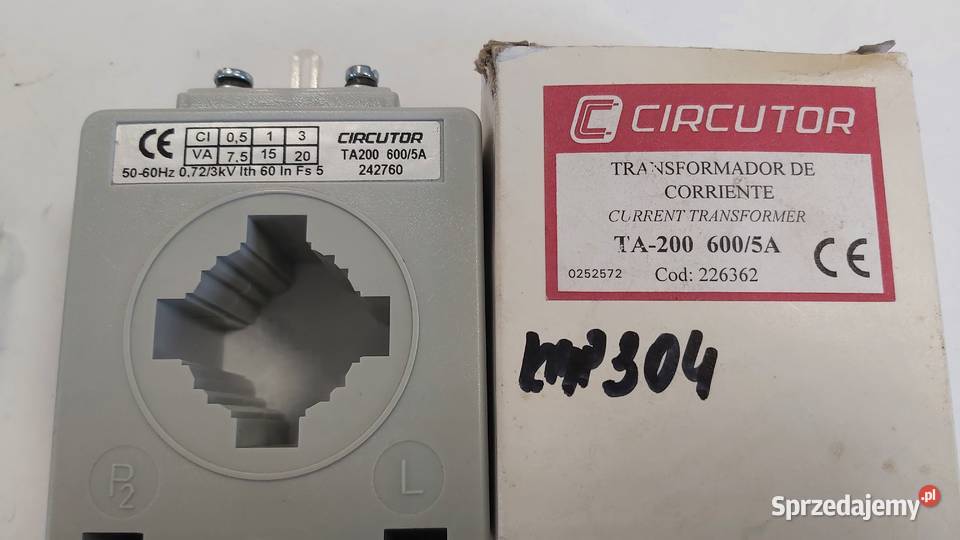 CI 0,5 1 3
VA 7,5 15 20
CIRCUTOR
TA200 600/5A
50-60Hz 0,72/3kV Ith 60 In Fs 5
242760
P2
L
CIRCUTOR
TRANSFORMADOR DE
CORRIENTE
CURRENT TRANSFORMER
TA-200 600/5A
0252572 Cod: 226362
CE
304
Sprzedajemy.pl